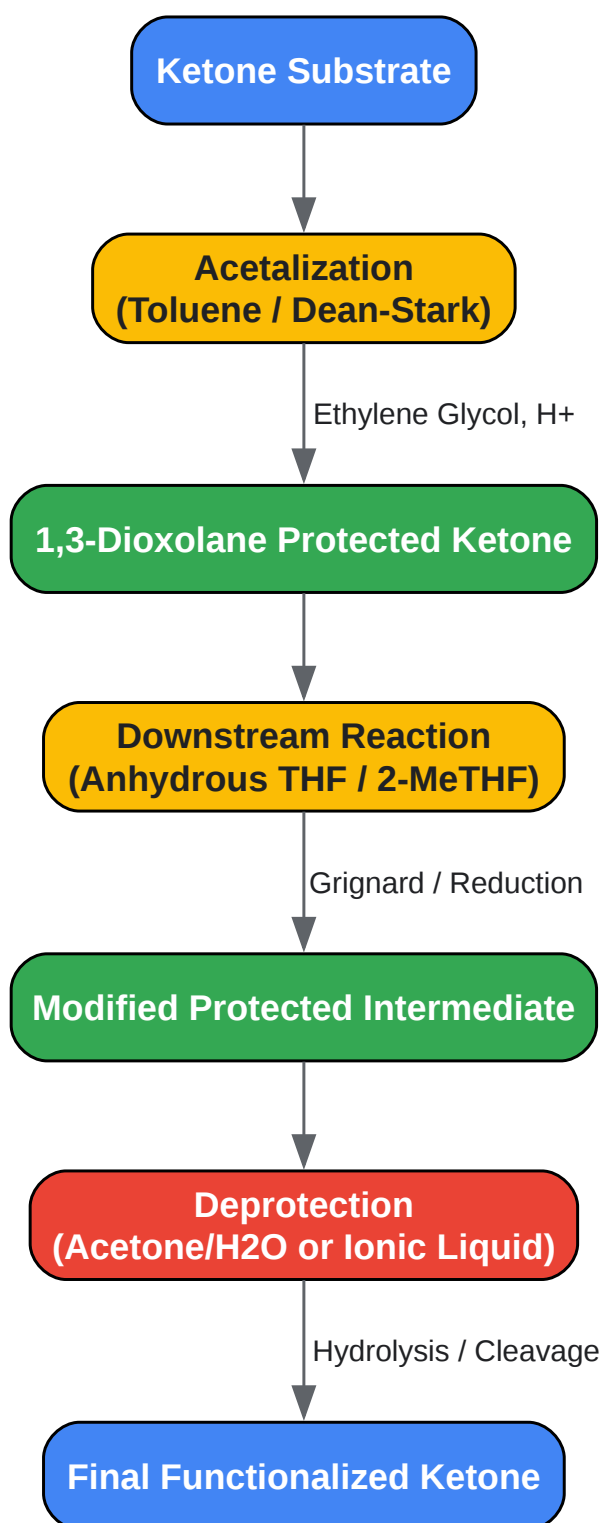 Ketone Substrate
Acetalization
(Toluene / Dean-Stark)
Ethylene Glycol, H+
1,3-Dioxolane Protected Ketone
Downstream Reaction
(Anhydrous THF / 2-MeTHF)
Grignard / Reduction
Modified Protected Intermediate
Deprotection
(Acetone/H2O or Ionic Liquid)
Hydrolysis / Cleavage
Final Functionalized Ketone